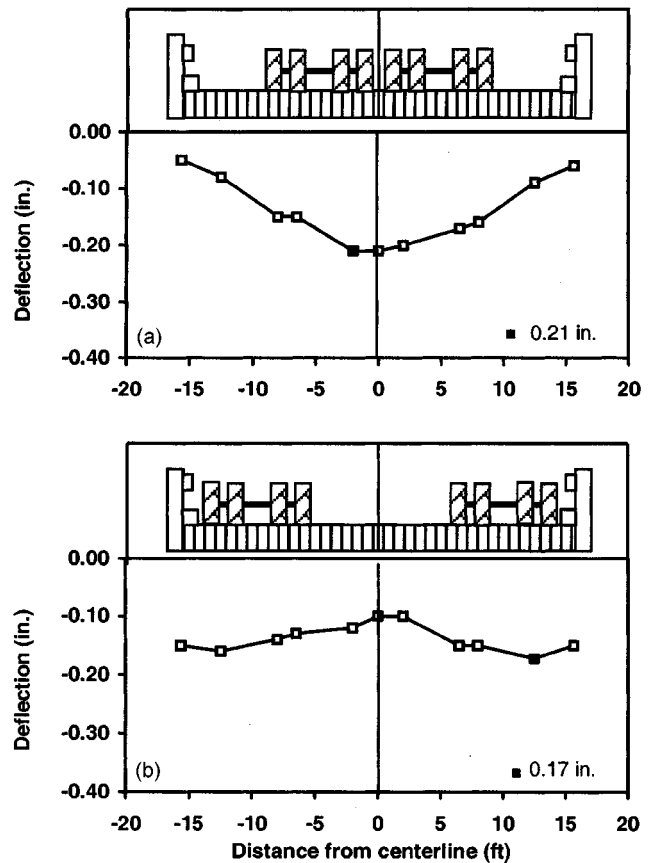 0.00
-0.10
-0.20
-0.30
-0.40
Deflection (in.)
(a)
■ 0.21 in.
-20 -15 -10 -5 0 5 10 15 20
0.00
-0.10
-0.20
-0.30
-0.40
Deflection (in.)
(b)
■ 0.17 in.
-20 -15 -10 -5 0 5 10 15 20
Distance from centerline (ft)